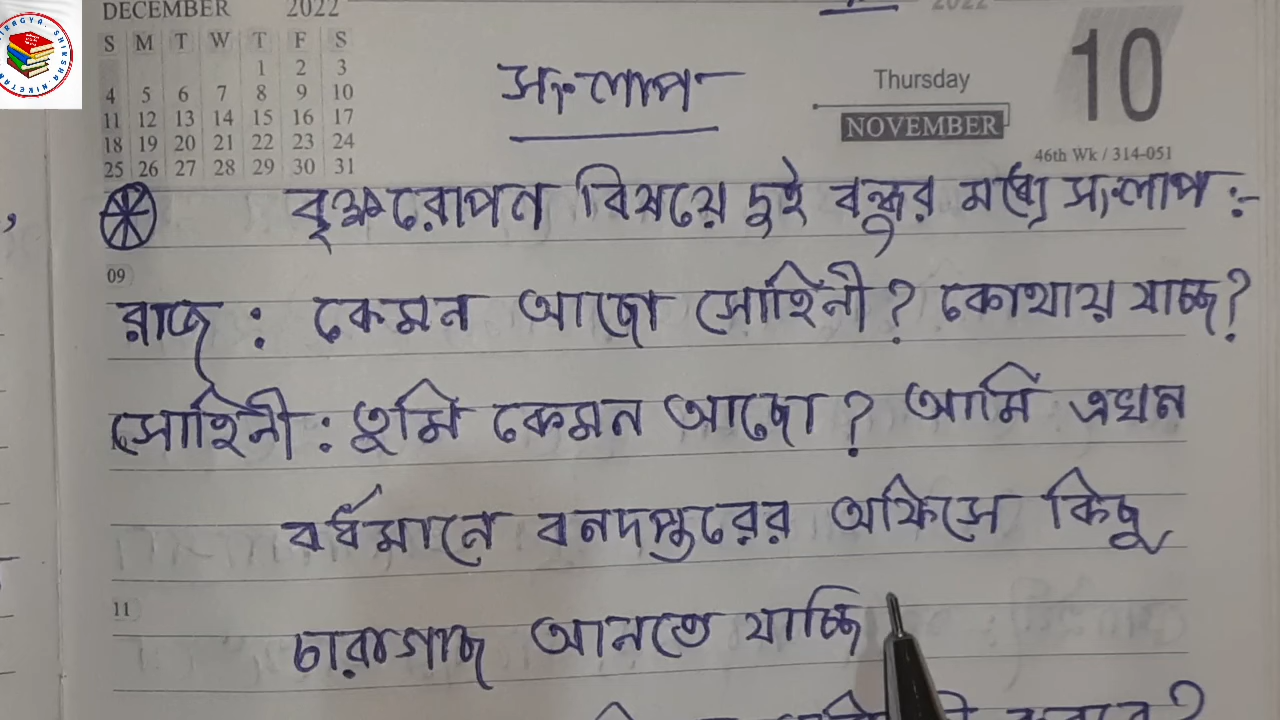 DECEMBER 2022
S M T W T F S
1 2 3
4 5 6 7 8 9 10
11 12 13 14 15 16 17
18 19 20 21 22 23 24
25 26 27 28 29 30 31
Thursday 10
NOVEMBER
46th Wk / 314-051
সংলাপ
বৃক্ষরোপন বিষয়ে দুই বন্ধুর মধ্যে সংলাপ :-
09
রাজু : কেমন আছো সোহিনী ? কোথায় যাচ্ছ ?
সোহিনী : তুমি কেমন আছো ? আমি এখন
বর্ধমানে বনদপ্তরের অফিসে কিছু
11
চারাগাছ আনতে যাচ্ছি